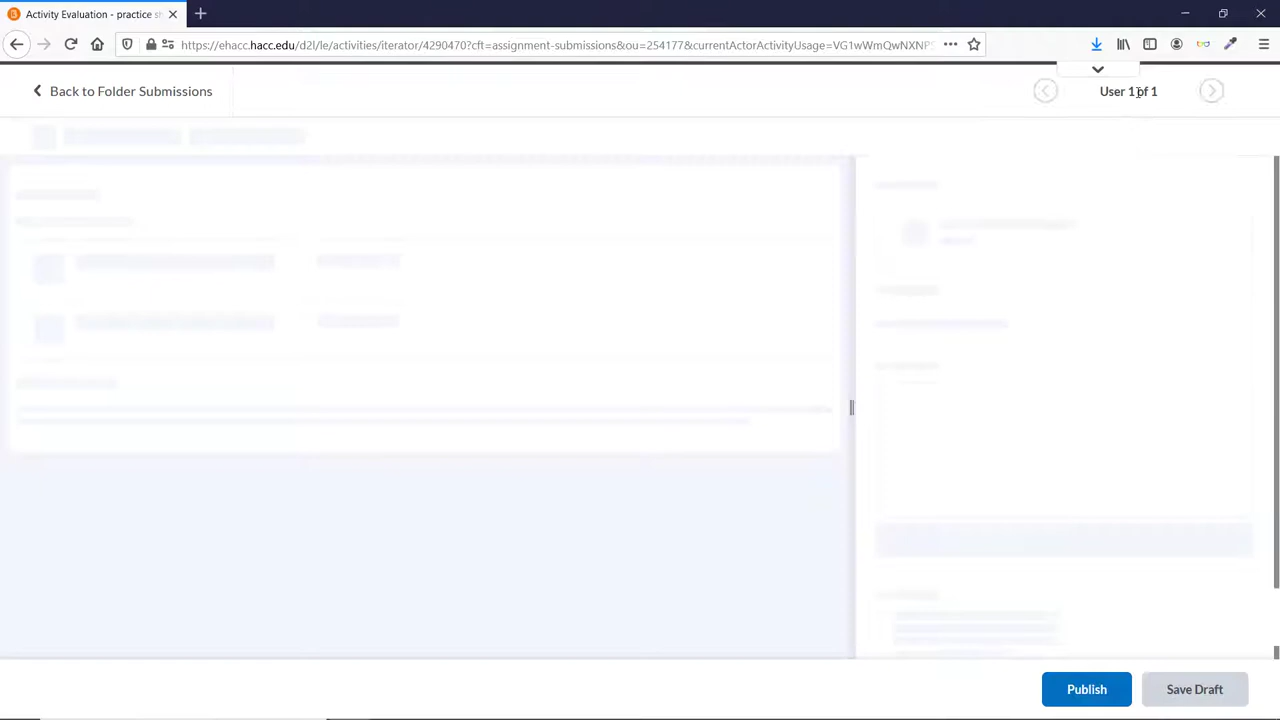 Activity Evaluation - practice s
https://ehacc.hacc.edu/d2l/le/activities/iterator/4290470?cft=assignment-submissions&ou=254177&currentActorActivityUsage=VG1wWmQwNXNPS
Back to Folder Submissions
User 1 of 1
Publish
Save Draft